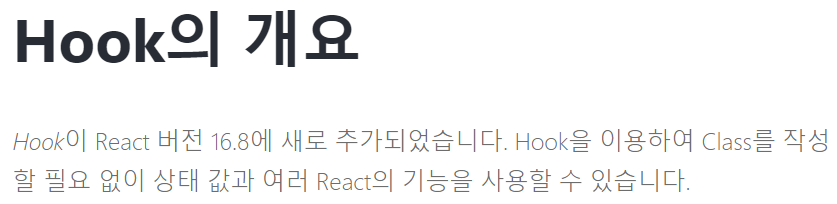 Hook의 개요
Hook이 React 버전 16.8에 새로 추가되었습니다. Hook을 이용하여 Class를 작성
할 필요 없이 상태 값과 여러 React의 기능을 사용할 수 있습니다.